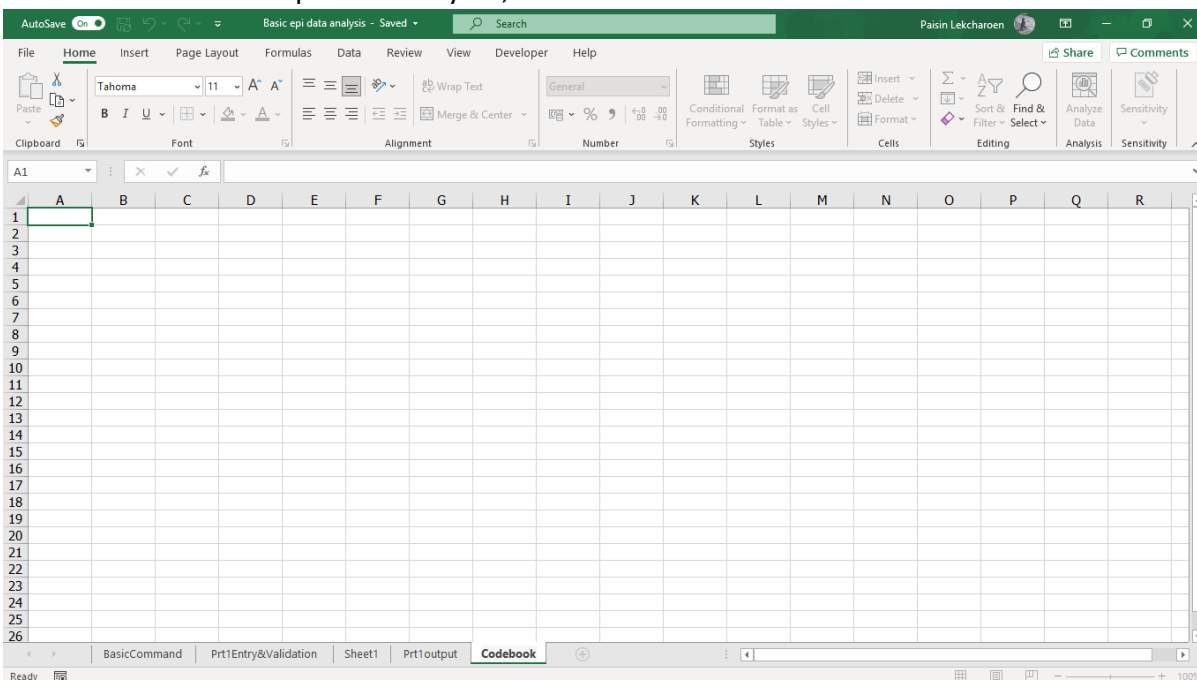 AutoSave On Basic epi data analysis - Saved Search Paisin Lekcharoen
File Home Insert Page Layout Formulas Data Review View Developer Help Share Comments
Paste Tahoma 11 A^ A˅ ab Wrap Text General Conditional Formatting Format as Table Cell Styles Insert Delete Format Σ Sort & Filter Find & Select Analyze Data Sensitivity
B I U A Merge & Center % 9 .00 .0
Clipboard Font Alignment Number Styles Cells Editing Analysis Sensitivity
A1 fx
A B C D E F G H I J K L M N O P Q R
1
2
3
4
5
6
7
8
9
10
11
12
13
14
15
16
17
18
19
20
21
22
23
24
25
26
BasicCommand Prt1Entry&Validation Sheet1 Prt1output Codebook
Ready